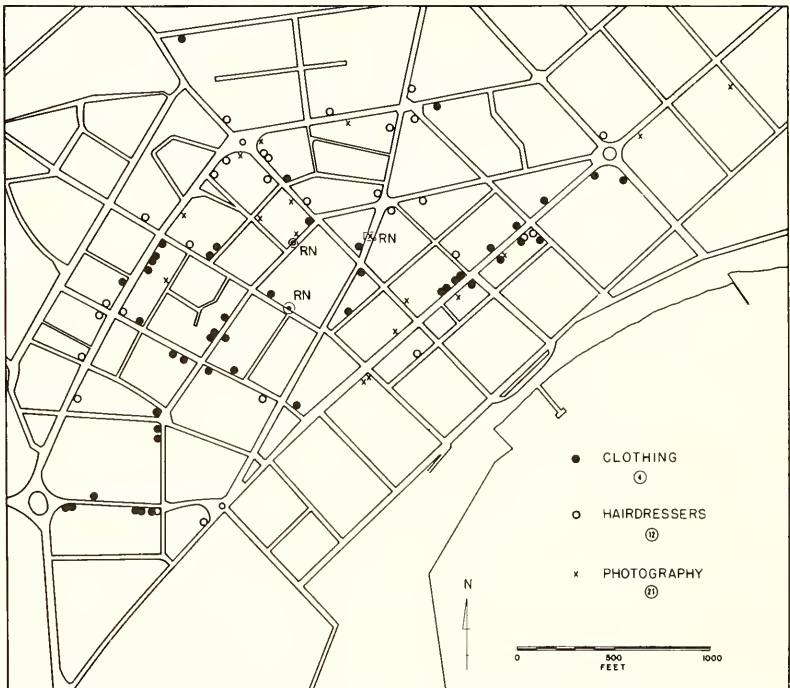 RN
RN
RN
CLOTHING
4
HAIRDRESSERS
12
PHOTOGRAPHY
21
N
0 500 1000
FEET